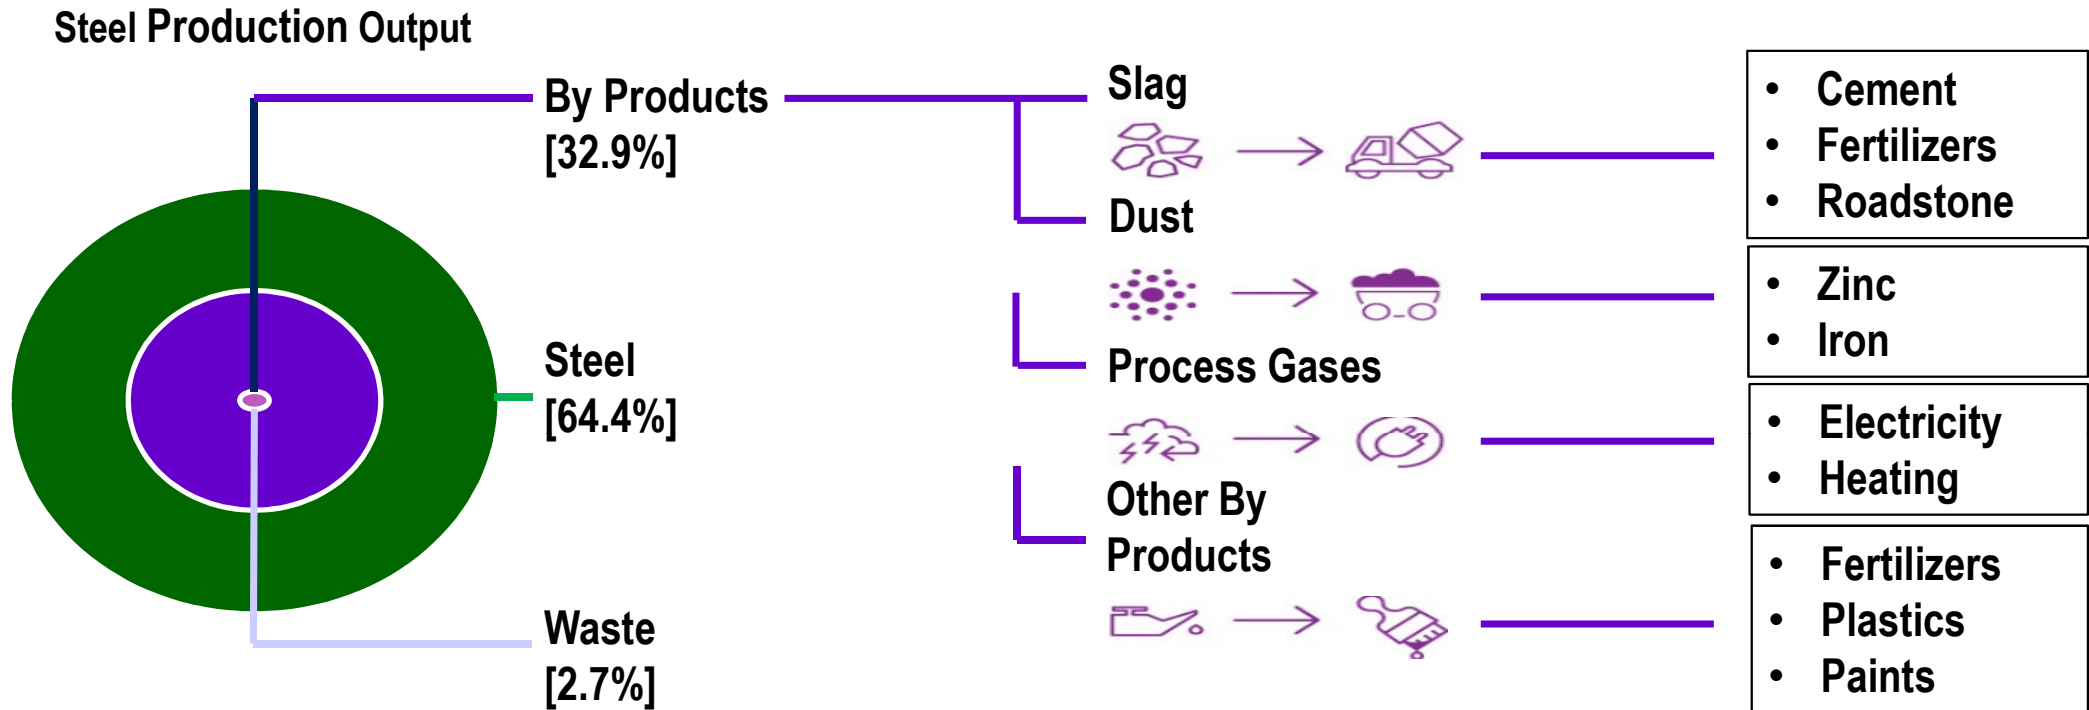 Steel Production Output
By Products
[32.9%]
Steel
[64.4%]
Waste
[2.7%]
Slag
Dust
Process Gases
Other By
Products
• Cement
• Fertilizers
• Roadstone
• Zinc
• Iron
• Electricity
• Heating
• Fertilizers
• Plastics
• Paints